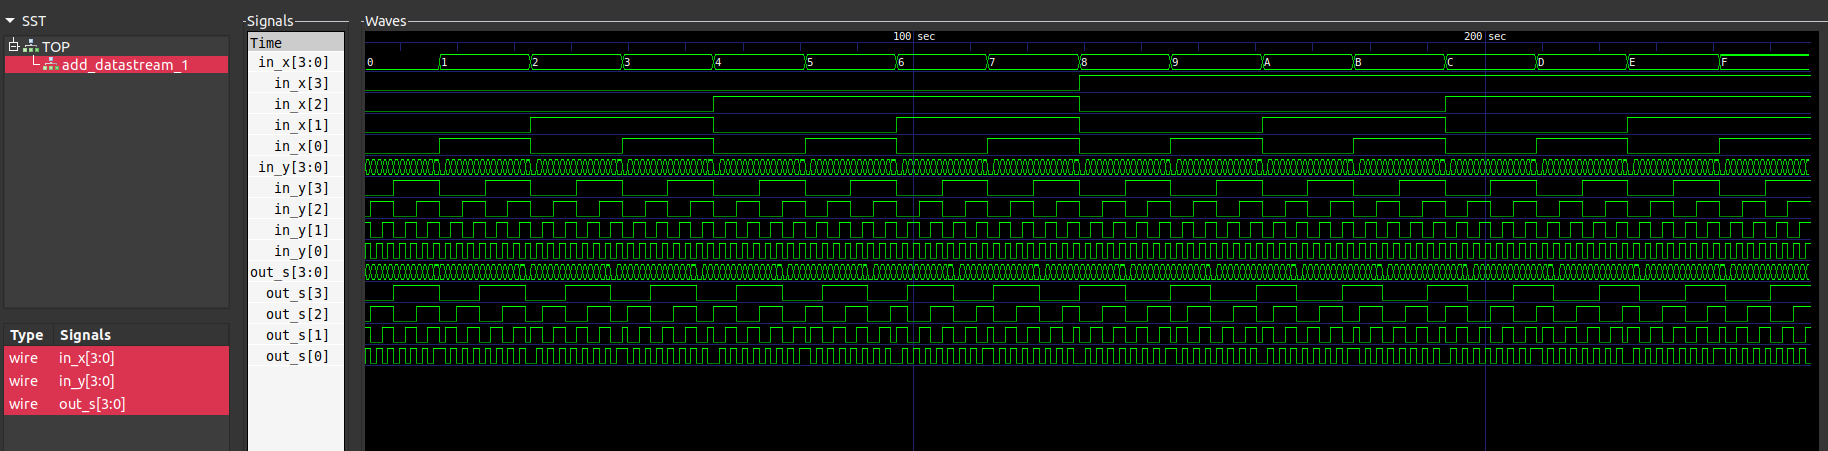 SST
TOP
add_datastream_1
Type Signals
wire in_x[3:0]
wire in_y[3:0]
wire out_s[3:0]
Signals
Time
in_x[3:0]
in_x[3]
in_x[2]
in_x[1]
in_x[0]
in_y[3:0]
in_y[3]
in_y[2]
in_y[1]
in_y[0]
out_s[3:0]
out_s[3]
out_s[2]
out_s[1]
out_s[0]
Waves
100 sec 200 sec
0 1 2 3 4 5 6 7 8 9 A B C D E F